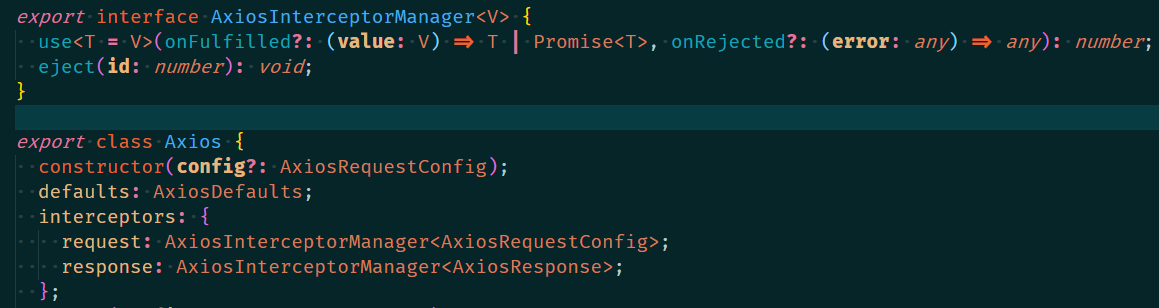 export interface AxiosInterceptorManager<V> {
  use<T = V>(onFulfilled?: (value: V) => T | Promise<T>, onRejected?: (error: any) => any): number;
  eject(id: number): void;
}

export class Axios {
  constructor(config?: AxiosRequestConfig);
  defaults: AxiosDefaults;
  interceptors: {
    request: AxiosInterceptorManager<AxiosRequestConfig>;
    response: AxiosInterceptorManager<AxiosResponse>;
  };